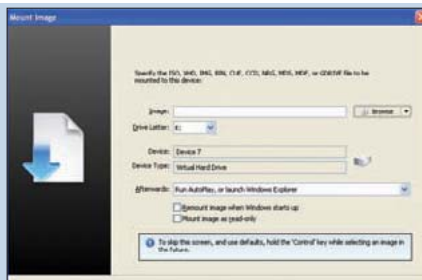 Mount Image
Specify the ISO, VHD, IMG, BIN, CUE, CCD, NRG, MDS, MDF, or GDRIVE file to be
mounted to this device:
Image: Browse
Drive Letter: E:
Device: Device 7
Device Type: Virtual Hard Drive
Afterwards: Run AutoPlay, or launch Windows Explorer
Remount image when Windows starts up
Mount image as read-only
To skip this screen, and use defaults, hold the 'Control' key while selecting an image in
the future.